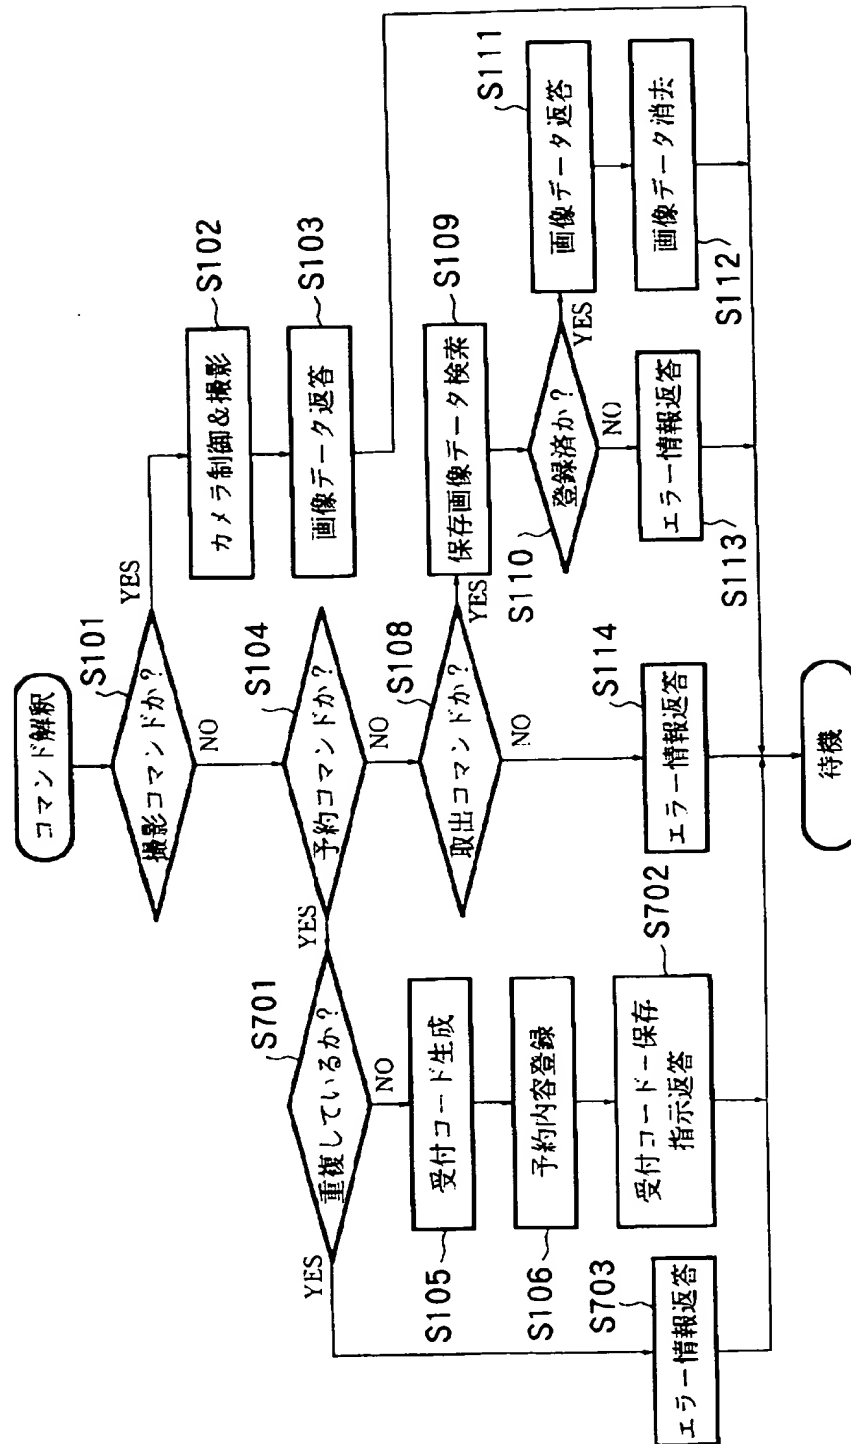 コマンド解釈
S101
撮影コマンドか?
YES
NO
S102
カメラ制御&撮影
S103
画像データ返答
S104
予約コマンドか?
YES
NO
S701
重複しているか?
YES
NO
S105
受付コード生成
S106
予約内容登録
S702
受付コード-保存
指示返答
S703
エラー情報返答
S108
取出コマンドか?
YES
NO
S109
保存画像データ検索
S110
登録済か?
YES
NO
S111
画像データ返答
S112
画像データ消去
S113
エラー情報返答
S114
エラー情報返答
待機